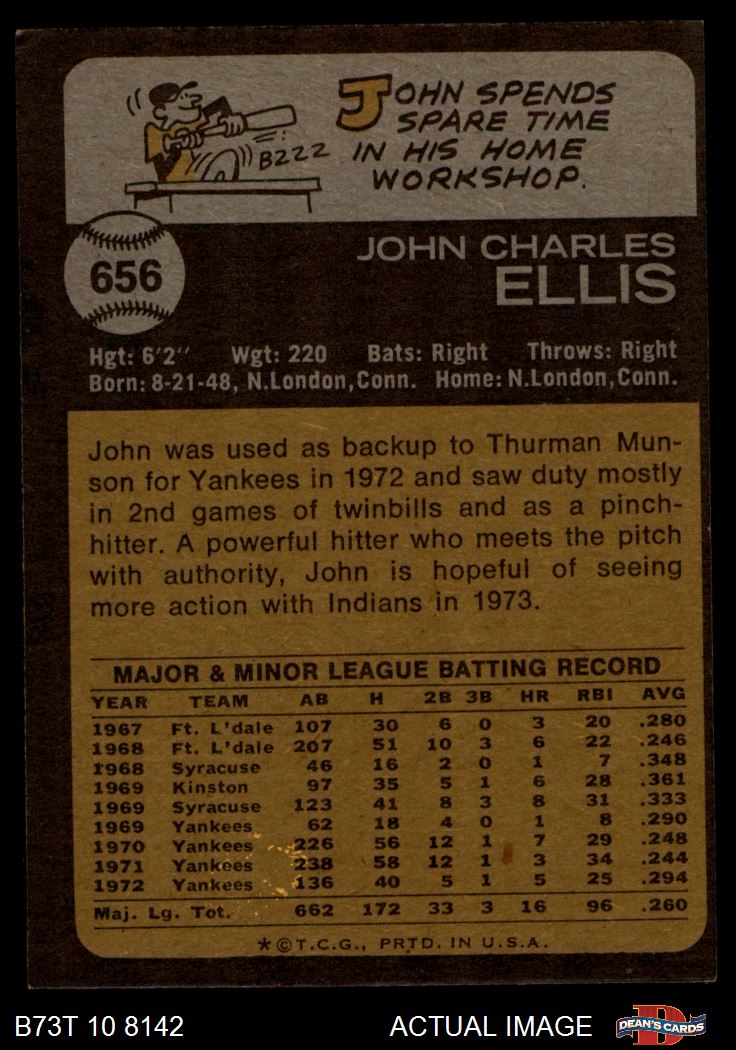 JOHN SPENDS
SPARE TIME
IN HIS HOME
WORKSHOP.
BZZZ
656
JOHN CHARLES
ELLIS
Hgt: 6'2" Wgt: 220 Bats: Right Throws: Right
Born: 8-21-48, N.London, Conn. Home: N.London, Conn.
John was used as backup to Thurman Mun-
son for Yankees in 1972 and saw duty mostly
in 2nd games of twinbills and as a pinch-
hitter. A powerful hitter who meets the pitch
with authority, John is hopeful of seeing
more action with Indians in 1973.
MAJOR & MINOR LEAGUE BATTING RECORD
YEAR TEAM AB H 2B 3B HR RBI AVG
1967 Ft. L'dale 107 30 6 0 3 20 .280
1968 Ft. L'dale 207 51 10 3 6 22 .246
1968 Syracuse 46 16 2 0 1 7 .348
1969 Kinston 97 35 5 1 6 28 .361
1969 Syracuse 123 41 8 3 8 31 .333
1969 Yankees 62 18 4 0 1 8 .290
1970 Yankees 226 56 12 1 7 29 .248
1971 Yankees 238 58 12 1 3 34 .244
1972 Yankees 136 40 5 1 5 25 .294
Maj. Lg. Tot. 662 172 33 3 16 96 .260
*©T.C.G., PRTD. IN U.S.A.
B73T 10 8142 ACTUAL IMAGE
D
DEAN'S CARDS